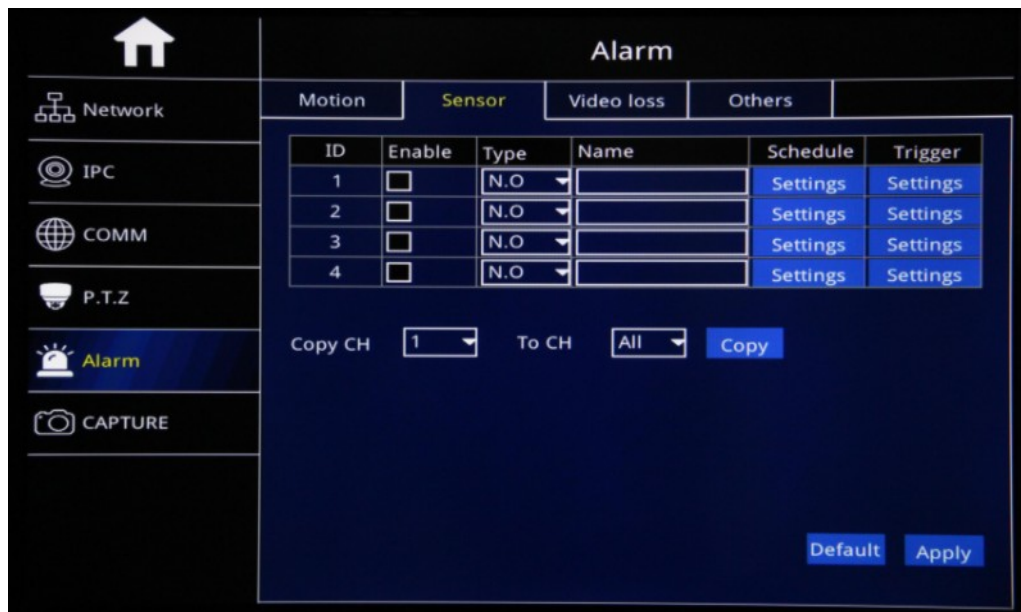 Alarm
Network
IPC
COMM
P.T.Z
Alarm
CAPTURE
Motion Sensor Video loss Others
ID Enable Type Name Schedule Trigger
1 N.O Settings Settings
2 N.O Settings Settings
3 N.O Settings Settings
4 N.O Settings Settings
Copy CH 1 To CH All Copy
Default Apply